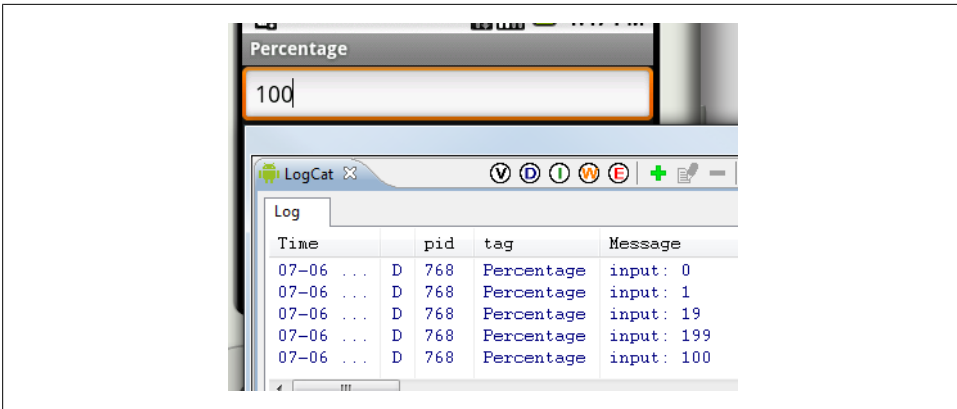 Percentage
100
LogCat
V D I W E
Log
Time pid tag Message
07-06 ... D 768 Percentage input: 0
07-06 ... D 768 Percentage input: 1
07-06 ... D 768 Percentage input: 19
07-06 ... D 768 Percentage input: 199
07-06 ... D 768 Percentage input: 100